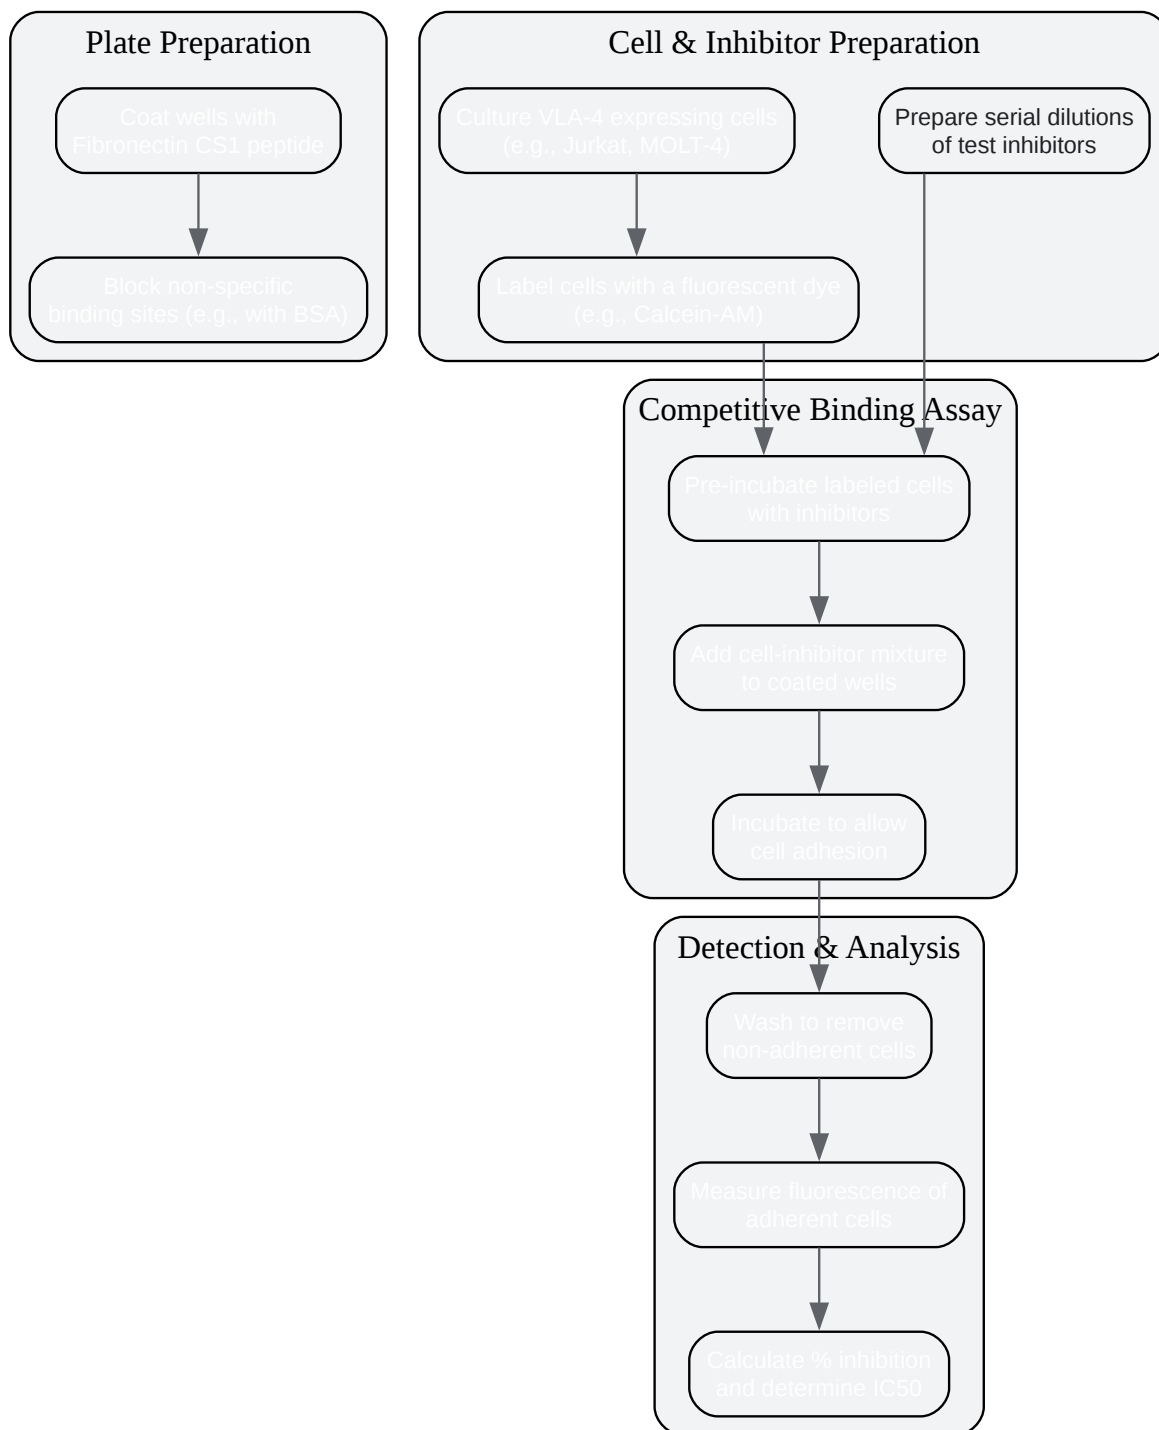 Plate Preparation
Coat wells with
Fibronectin CS1 peptide
Block non-specific
binding sites (e.g., with BSA)
Cell & Inhibitor Preparation
Culture VLA-4 expressing cells
(e.g., Jurkat, MOLT-4)
Prepare serial dilutions
of test inhibitors
Label cells with a fluorescent dye
(e.g., Calcein-AM)
Competitive Binding Assay
Pre-incubate labeled cells
with inhibitors
Add cell-inhibitor mixture
to coated wells
Incubate to allow
cell adhesion
Detection & Analysis
Wash to remove
non-adherent cells
Measure fluorescence of
adherent cells
Calculate % inhibition
and determine IC50